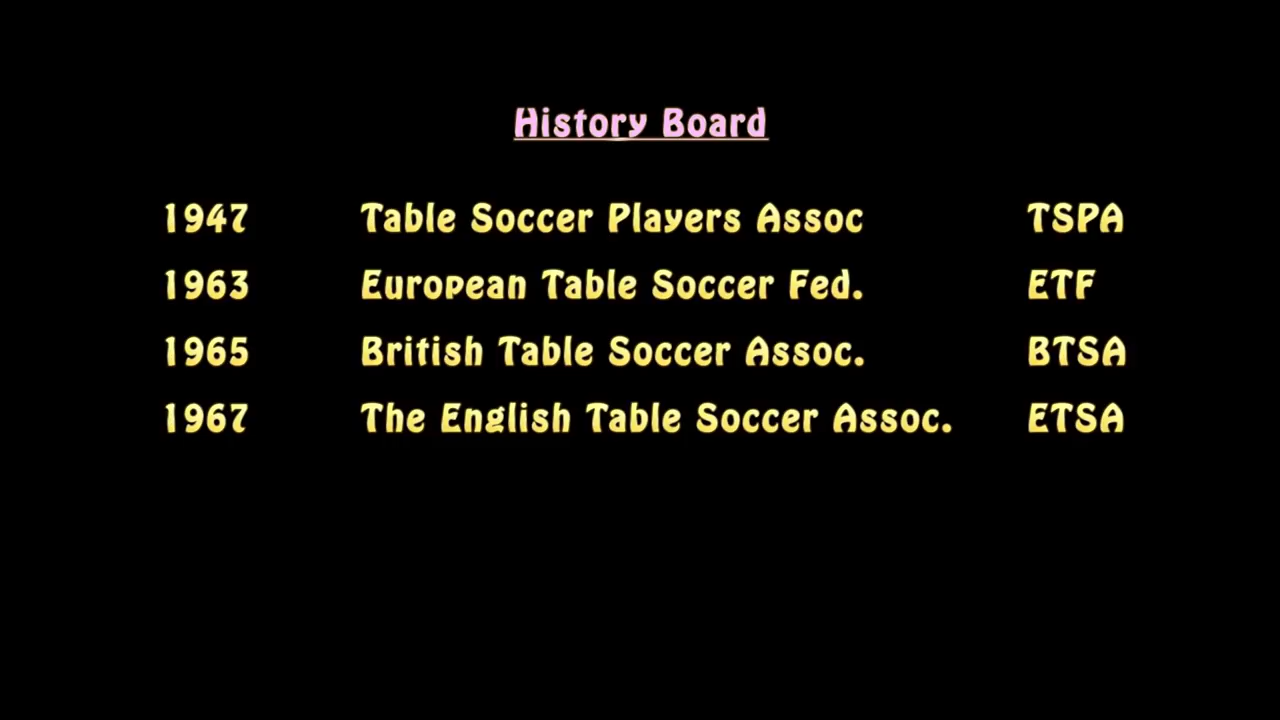 History Board
1947 Table Soccer Players Assoc TSPA
1963 European Table Soccer Fed. ETF
1965 British Table Soccer Assoc. BTSA
1967 The English Table Soccer Assoc. ETSA